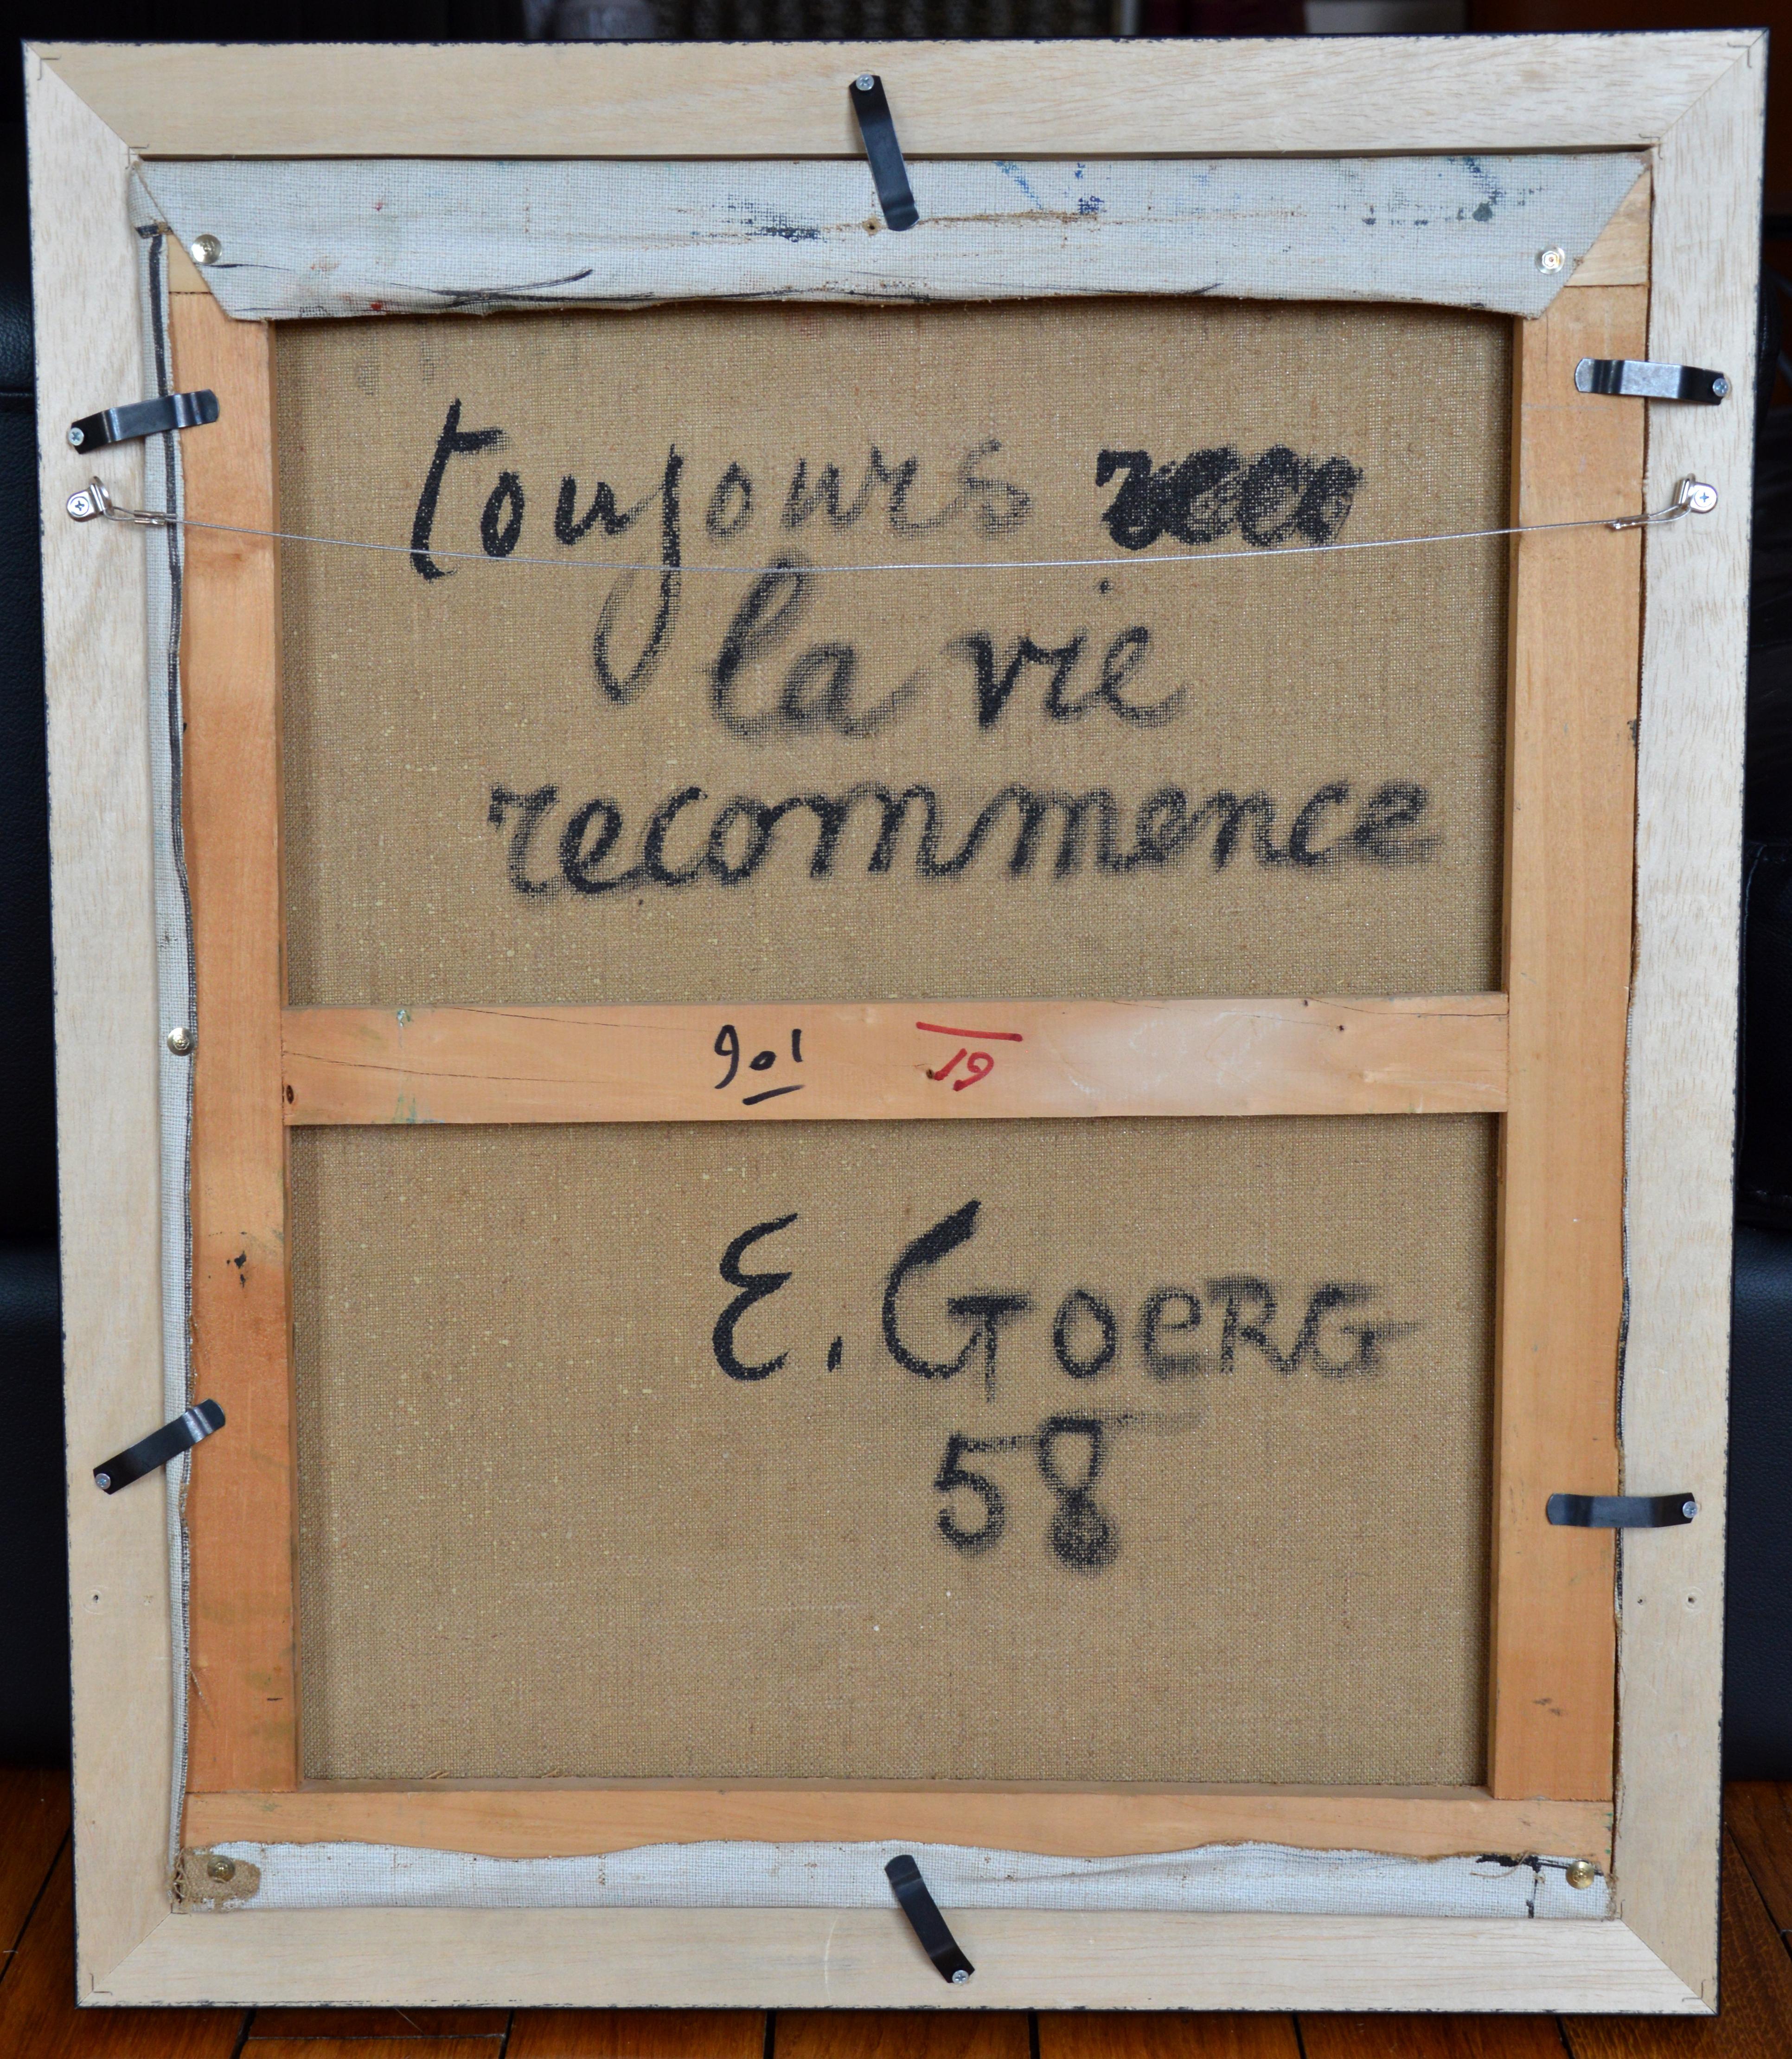 toujours
la vie
recommence
901 19
E. GOERG
58